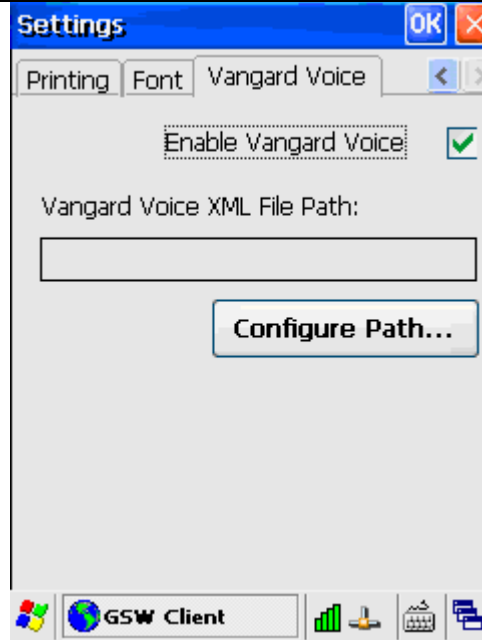 Settings OK
Printing Font Vangard Voice
Enable Vangard Voice
Vangard Voice XML File Path:
Configure Path...
GSW Client